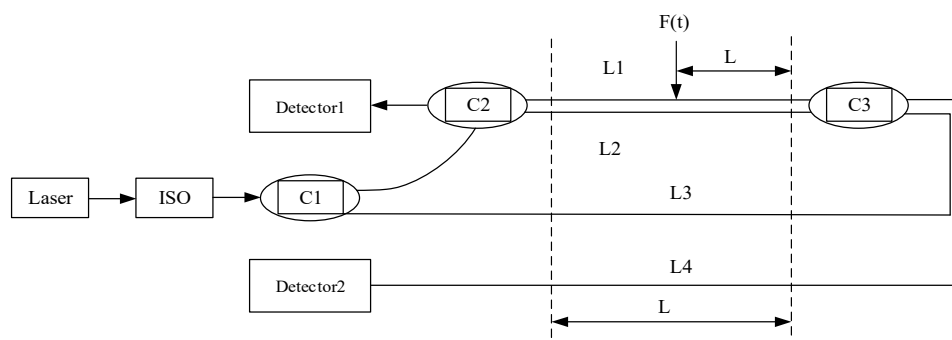 F(t)
L
L1
Detector1
C2
C3
L2
Laser
ISO
C1
L3
L4
Detector2
L